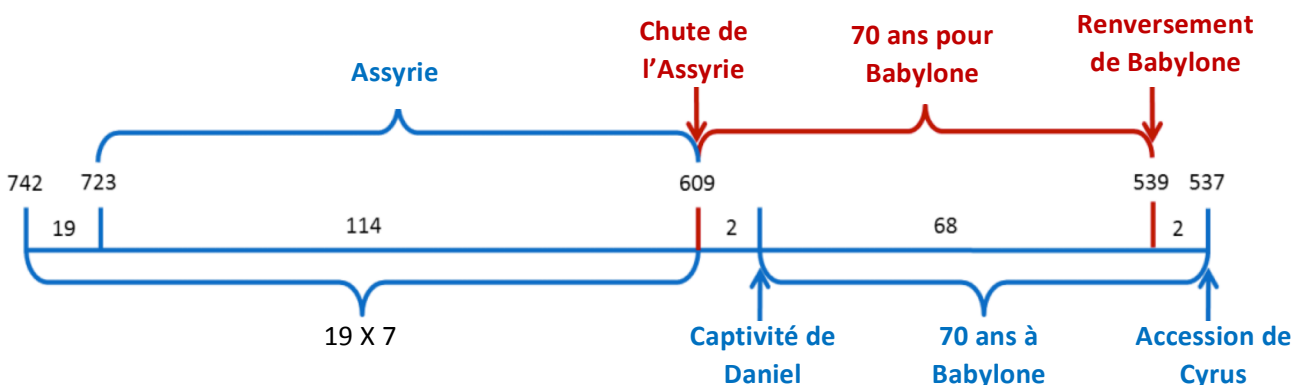 Chute de
l’Assyrie
70 ans pour
Babylone
Renversement
de Babylone
Assyrie
742
723
609
539
537
19
114
2
68
2
19 X 7
Captivité de
Daniel
70 ans à
Babylone
Accession de
Cyrus